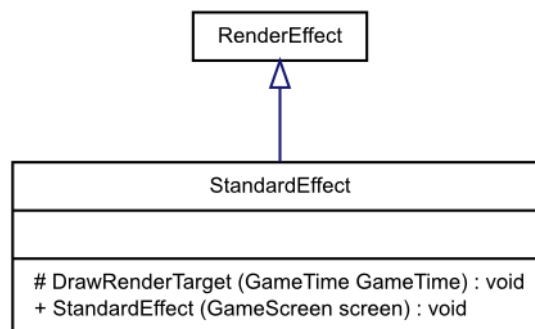 RenderEffect
StandardEffect
# DrawRenderTarget (GameTime GameTime) : void
+ StandardEffect (GameScreen screen) : void